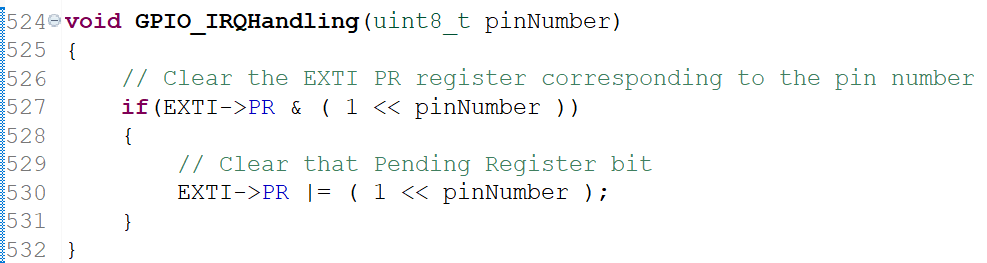 524 void GPIO_IRQHandling(uint8_t pinNumber)
525 {
526     // Clear the EXTI PR register corresponding to the pin number
527     if(EXTI->PR & ( 1 << pinNumber ))
528     {
529         // Clear that Pending Register bit
530         EXTI->PR |= ( 1 << pinNumber );
531     }
532 }